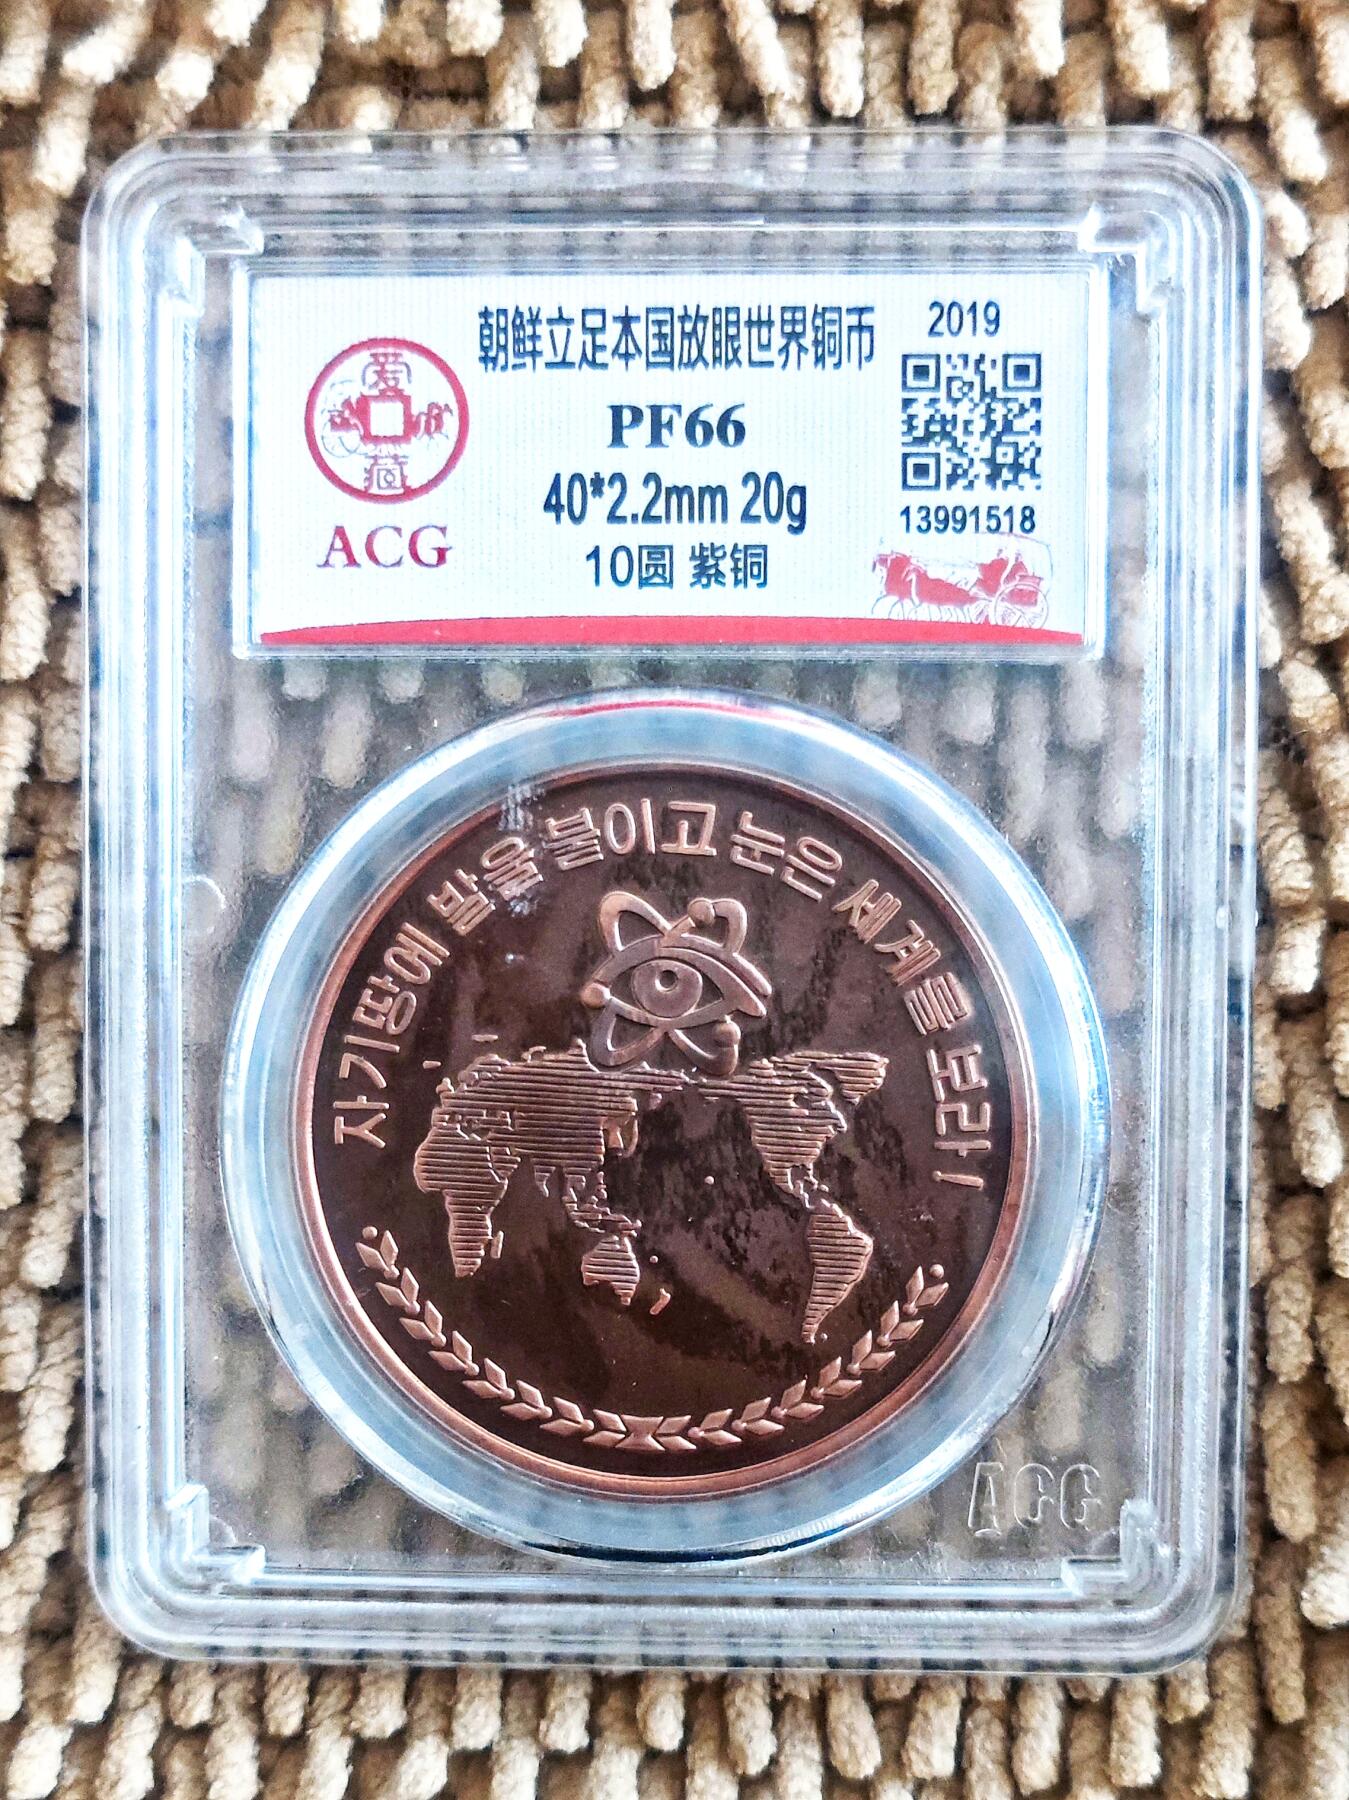 朝鲜立足本国放眼世界铜币
2019
爱藏
PF66
40*2.2mm 20g
13991518
ACG
10圆 紫铜
자기땅에 발을 붙이고 눈은 세계를 보라!
ACG